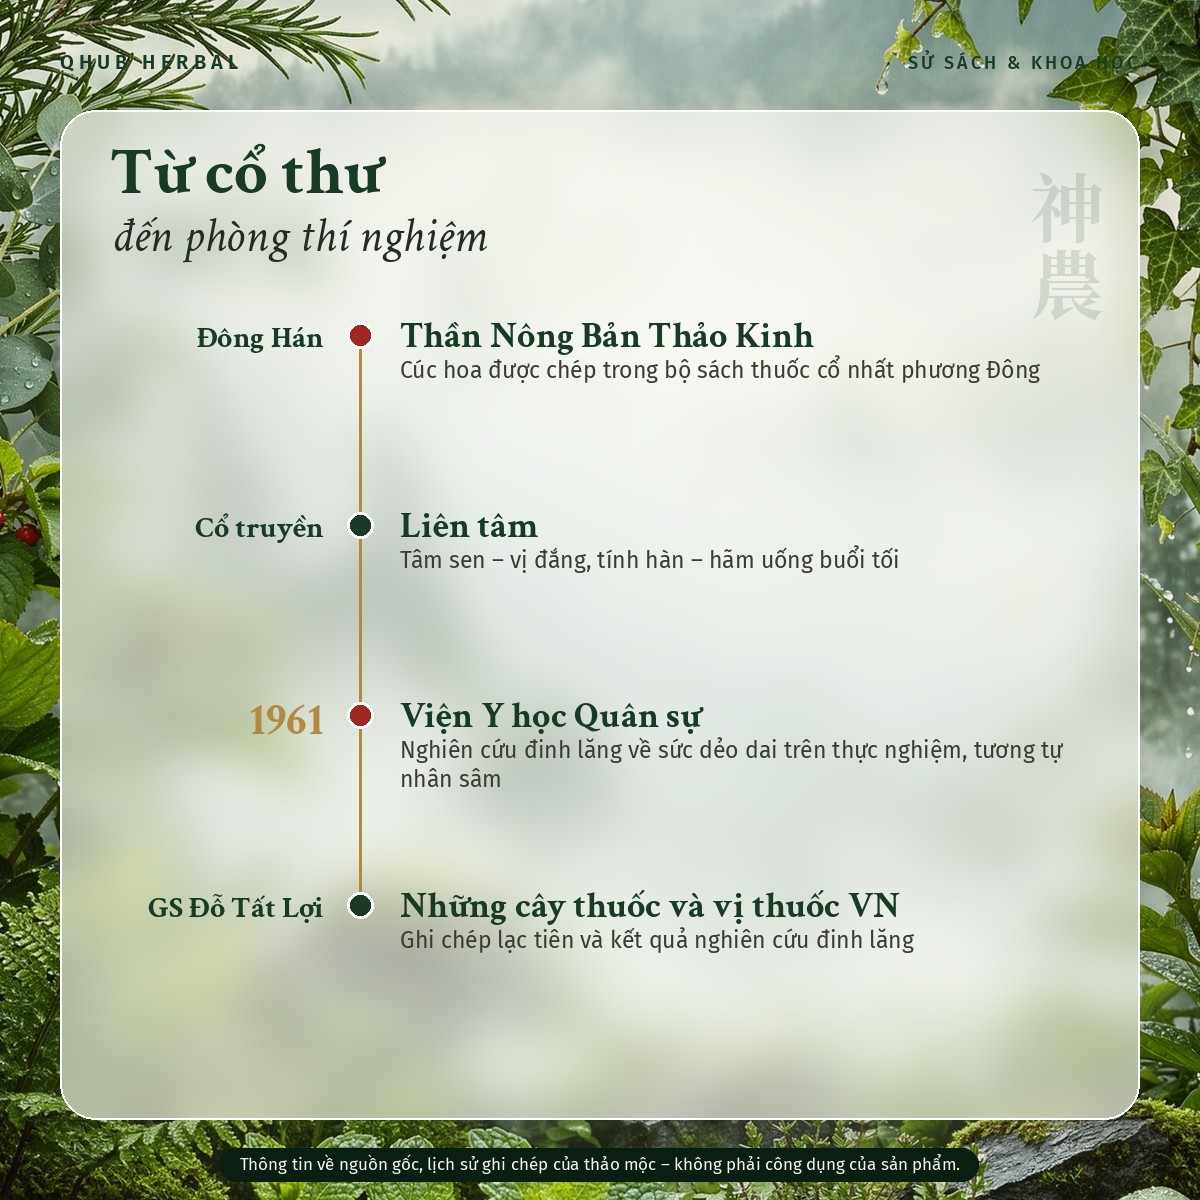 QHUB HERBAL
SỬ SÁCH & KHOA HỌC
Từ cổ thư
đến phòng thí nghiệm
神
農
Đông Hán
Thần Nông Bản Thảo Kinh
Cúc hoa được chép trong bộ sách thuốc cổ nhất phương Đông
Cổ truyền
Liên tâm
Tâm sen – vị đắng, tính hàn – hãm uống buổi tối
1961
Viện Y học Quân sự
Nghiên cứu đinh lăng về sức dẻo dai trên thực nghiệm, tương tự
nhân sâm
GS Đỗ Tất Lợi
Những cây thuốc và vị thuốc VN
Ghi chép lạc tiên và kết quả nghiên cứu đinh lăng
Thông tin về nguồn gốc, lịch sử ghi chép của thảo mộc – không phải công dụng của sản phẩm.